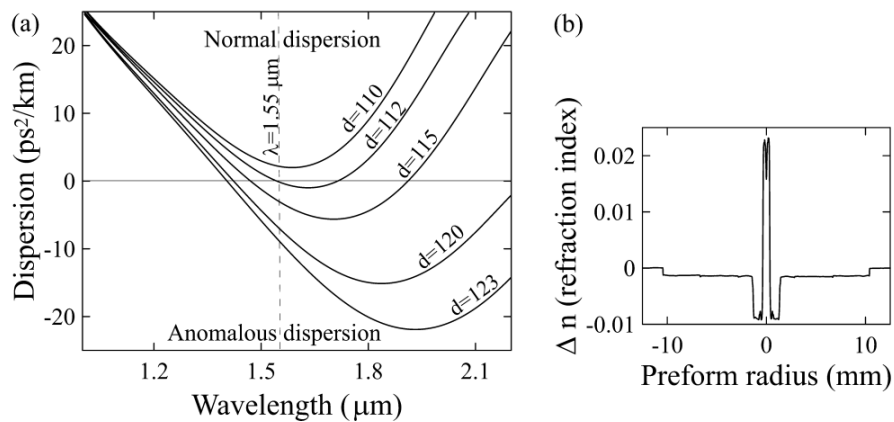 (a)
Dispersion (ps²/km)
20
10
0
-10
-20
Normal dispersion
λ=1.55 μm
d=110
d=112
d=115
d=120
d=123
Anomalous dispersion
1.2 1.5 1.8 2.1
Wavelength (μm)
(b)
Δ n (refraction index)
0.02
0.01
0
-0.01
-10 0 10
Preform radius (mm)